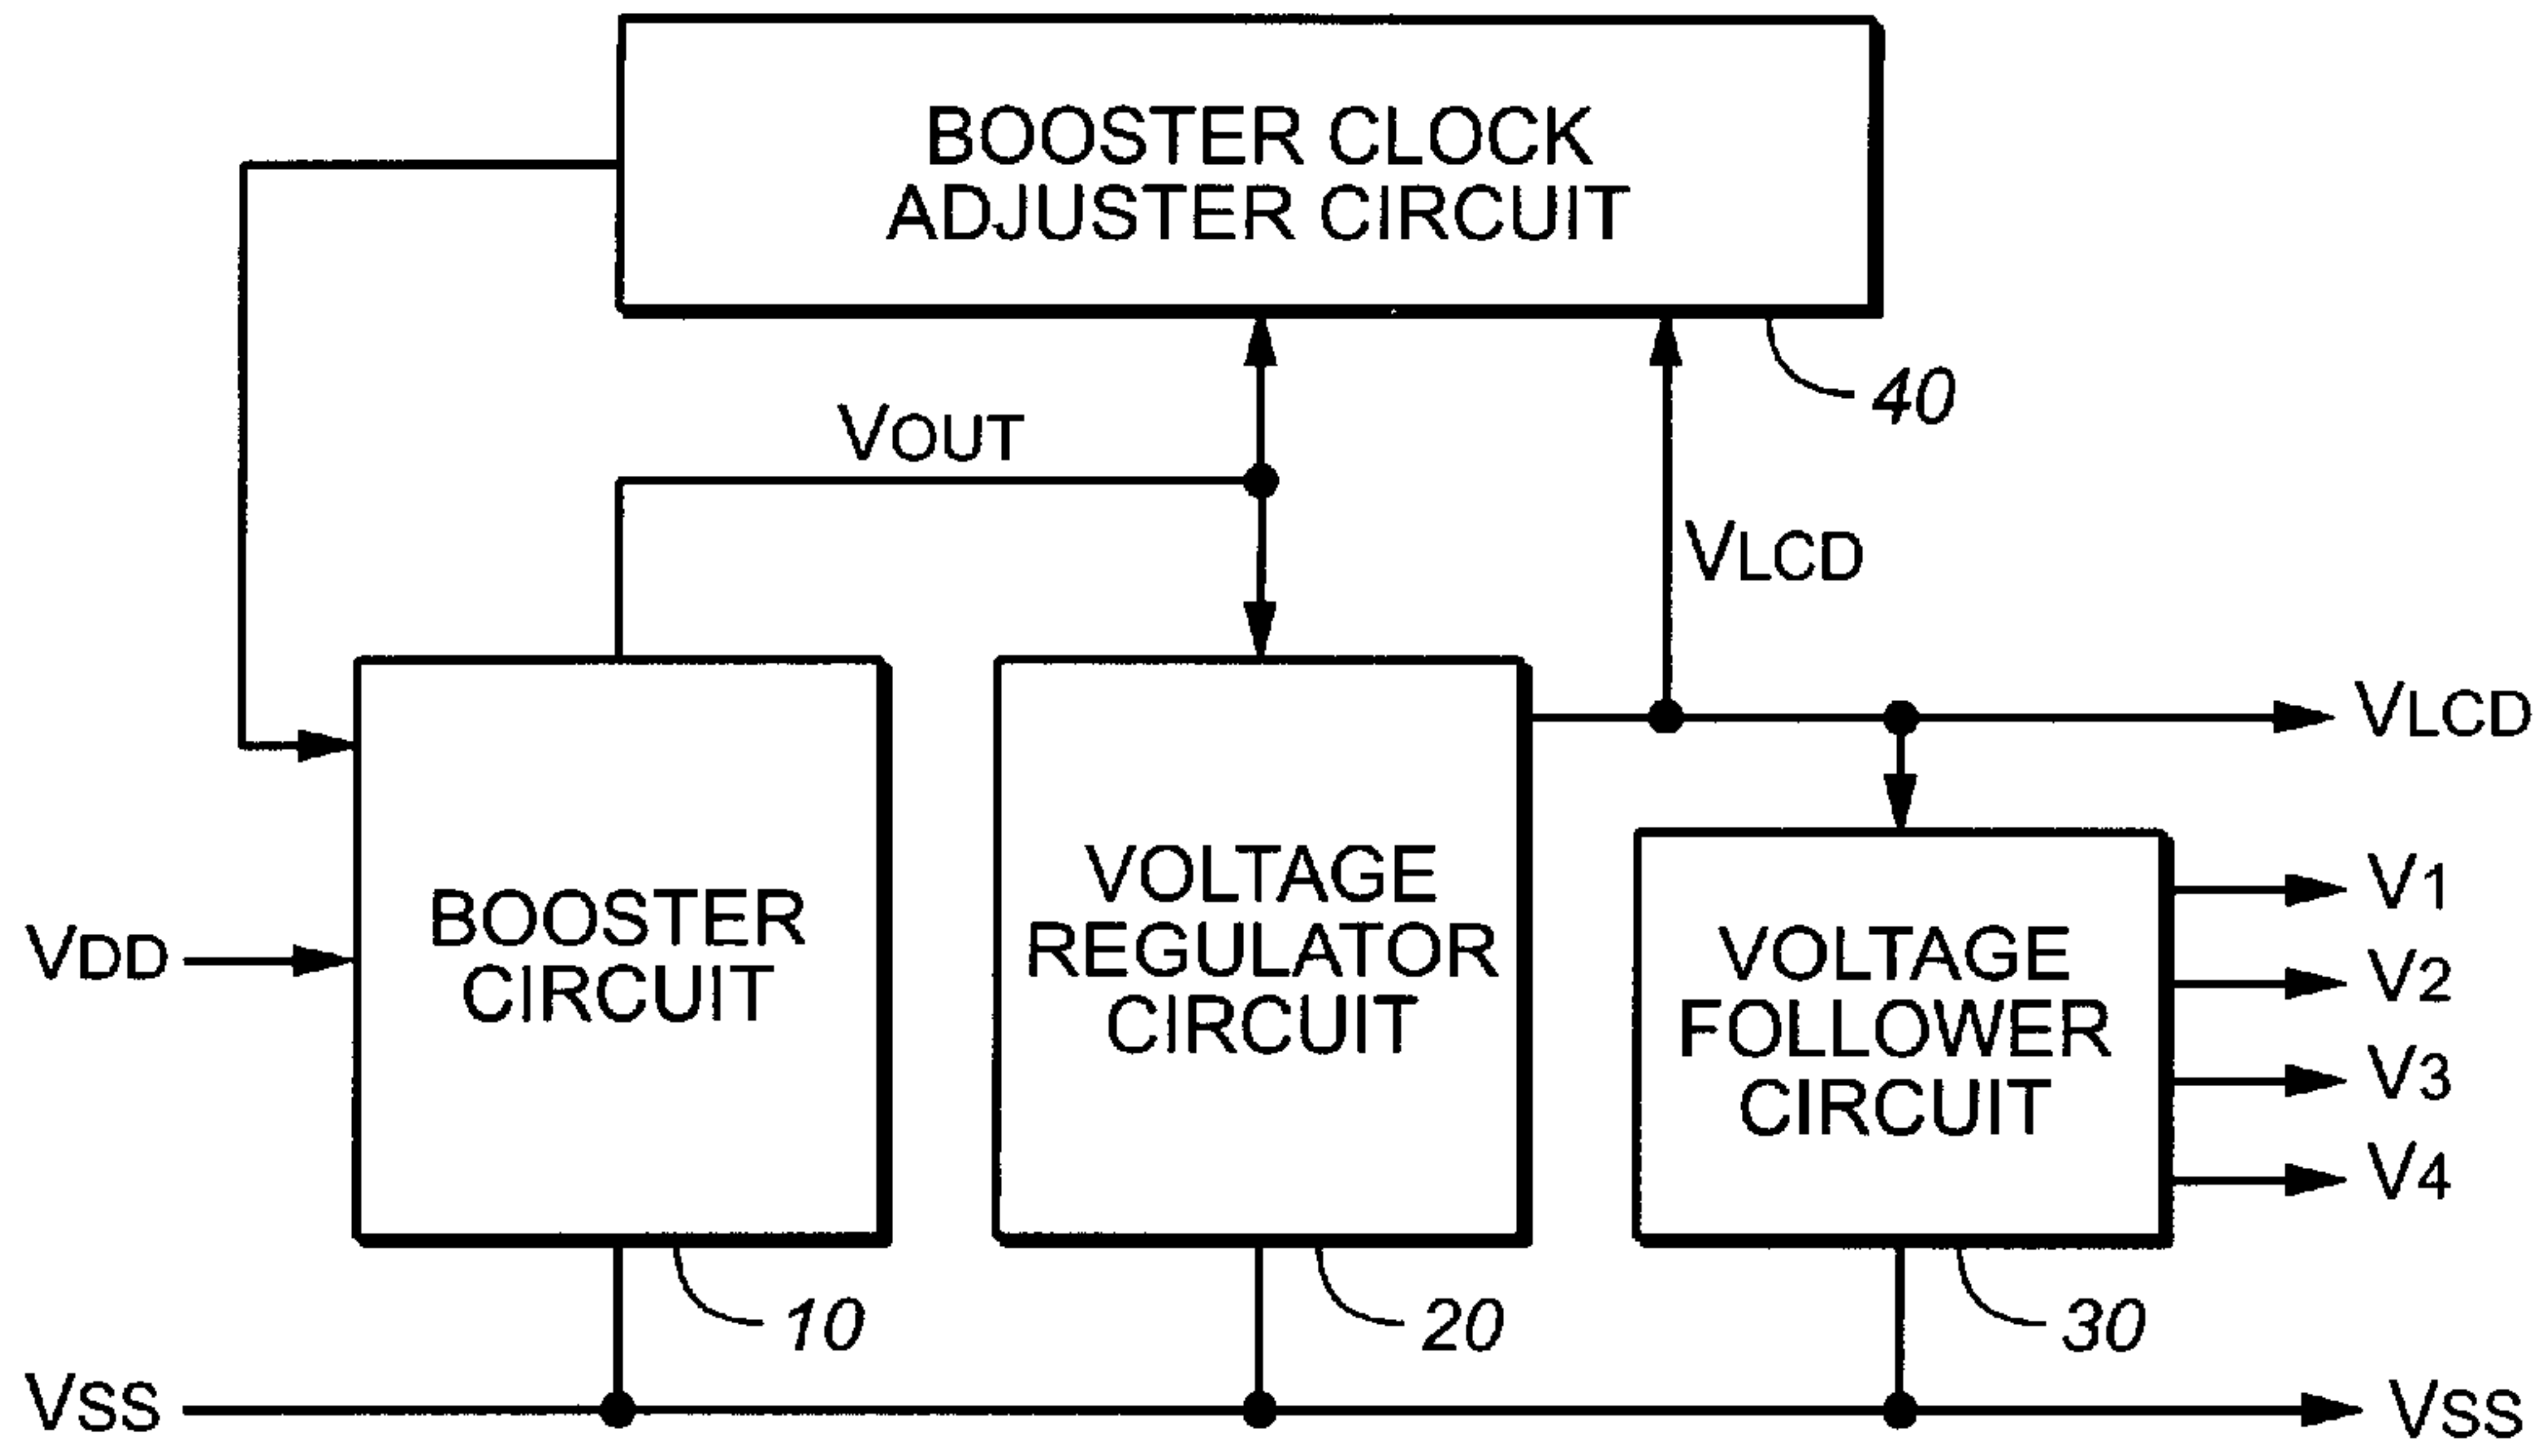 BOOSTER CLOCK
ADJUSTER CIRCUIT
40
VOUT
VLCD
VLCD
BOOSTER
CIRCUIT
VOLTAGE
REGULATOR
CIRCUIT
VOLTAGE
FOLLOWER
CIRCUIT
VDD
V1
V2
V3
V4
10
20
30
VSS
VSS